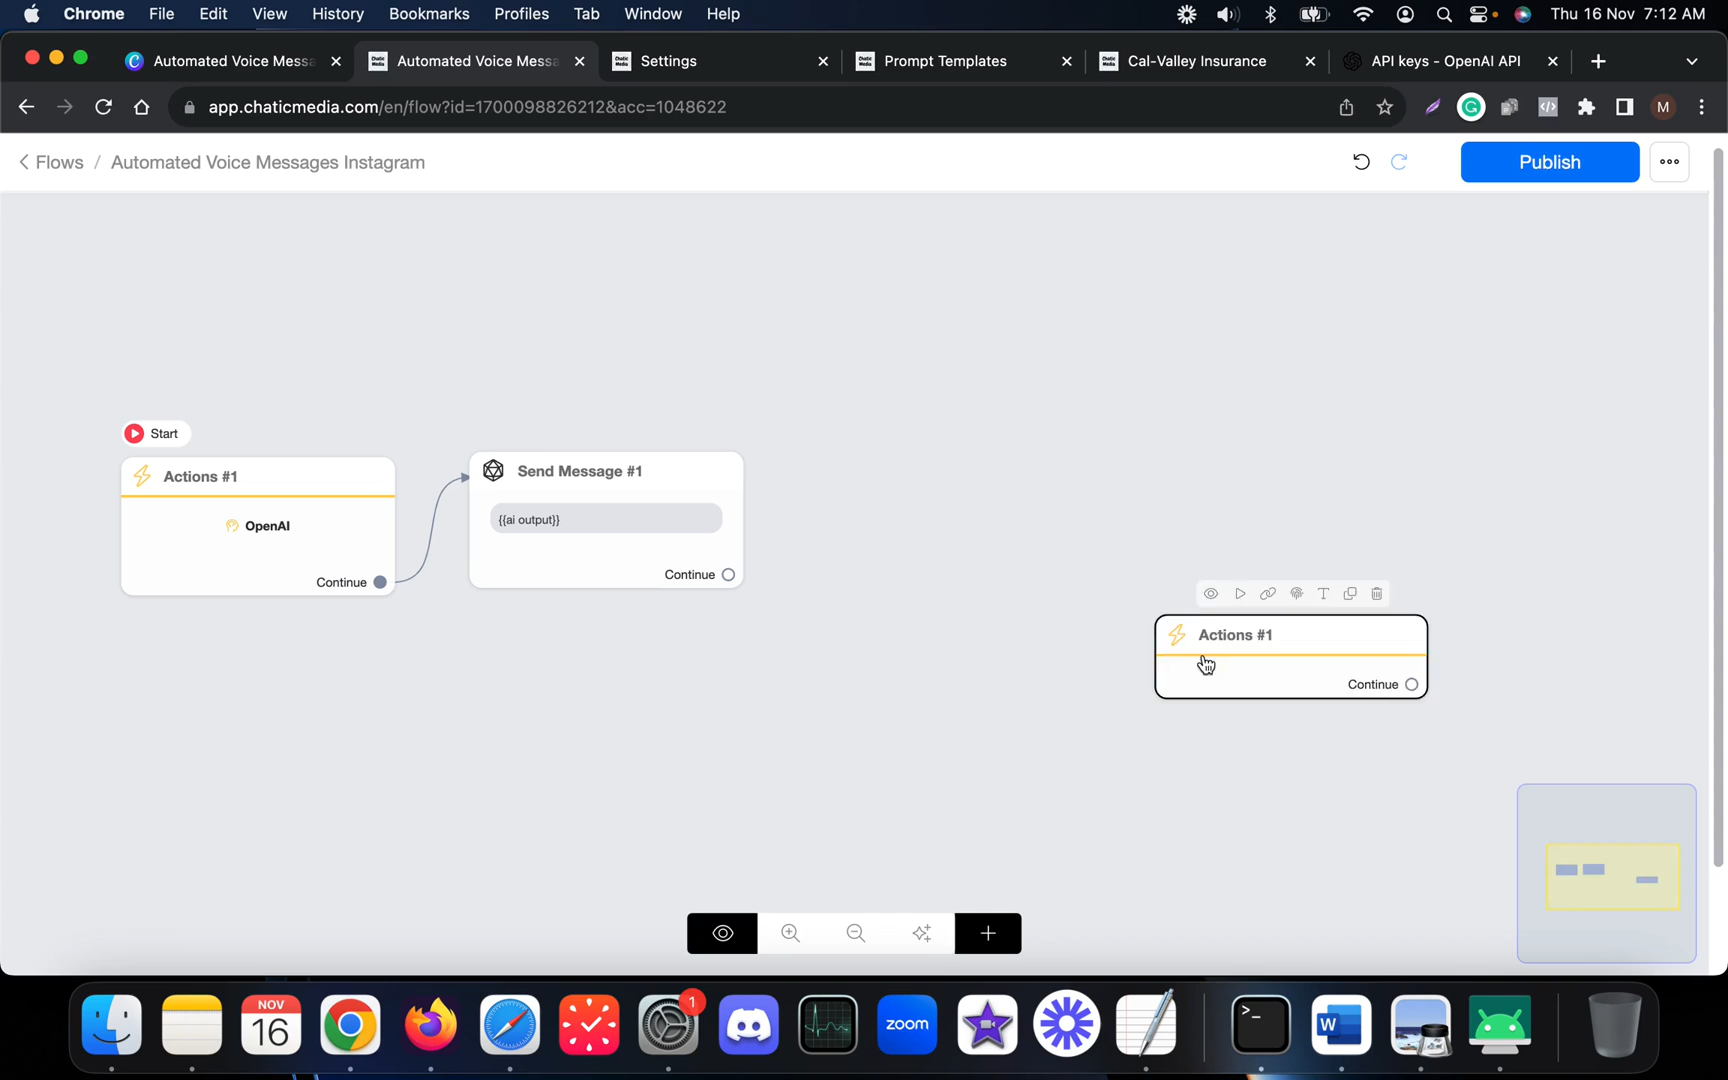 Chrome File Edit View History Bookmarks Profiles Tab Window Help Thu 16 Nov 7:12 AM
Automated Voice Messa Automated Voice Messa Settings Prompt Templates Cal-Valley Insurance API keys - OpenAI API
app.chaticmedia.com/en/flow?id=1700098826212&acc=1048622 M
Flows / Automated Voice Messages Instagram Publish
Start
Actions #1
OpenAI
Continue
Send Message #1
{{ai output}}
Continue
Actions #1
Continue
NOV
16
1
zoom
W